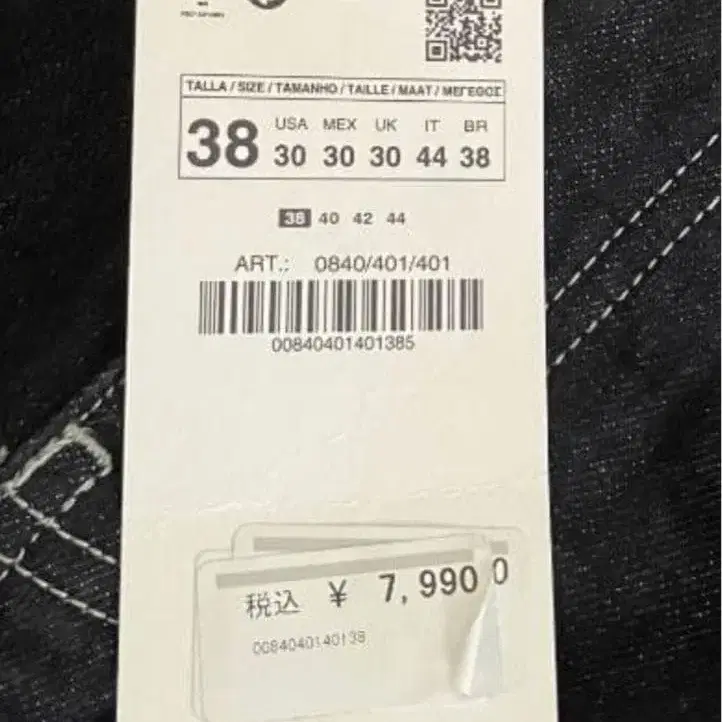 TALLA / SIZE / TAMANHO / TAILLE / MAAT / ΜΕΓΕΘΟΣ
38 USA MEX UK IT BR
30 30 30 44 38
38 40 42 44
ART.: 0840/401/401
00840401401385
税込 ¥ 7,990 0
0084040140138